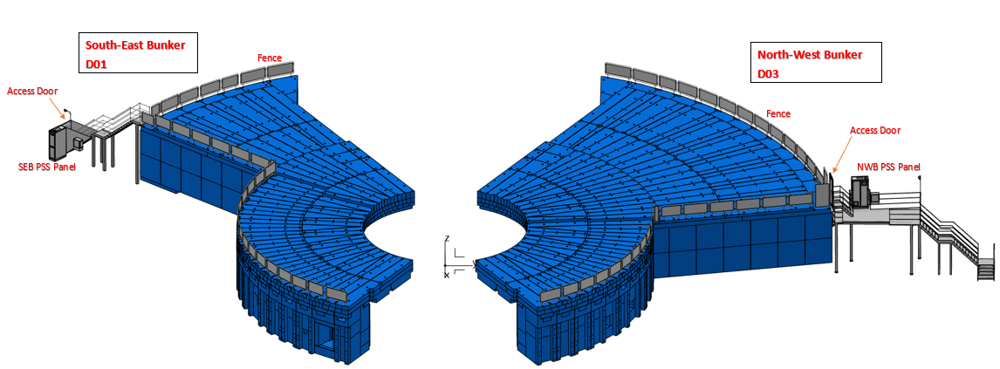 South-East Bunker
D01
Fence
Access Door
SEB PSS Panel
North-West Bunker
D03
Fence
Access Door
NWB PSS Panel
Z
X